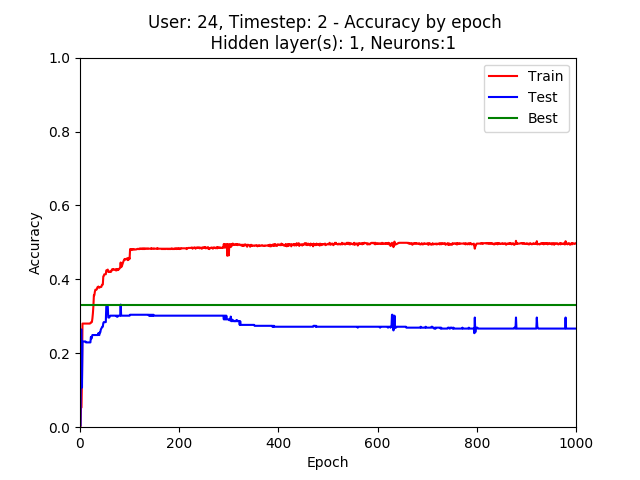 User: 24, Timestep: 2 - Accuracy by epoch
Hidden layer(s): 1, Neurons:1
1.0
0.8
0.6
0.4
0.2
0.0
Accuracy
Train
Test
Best
0
200
400
600
800
1000
Epoch